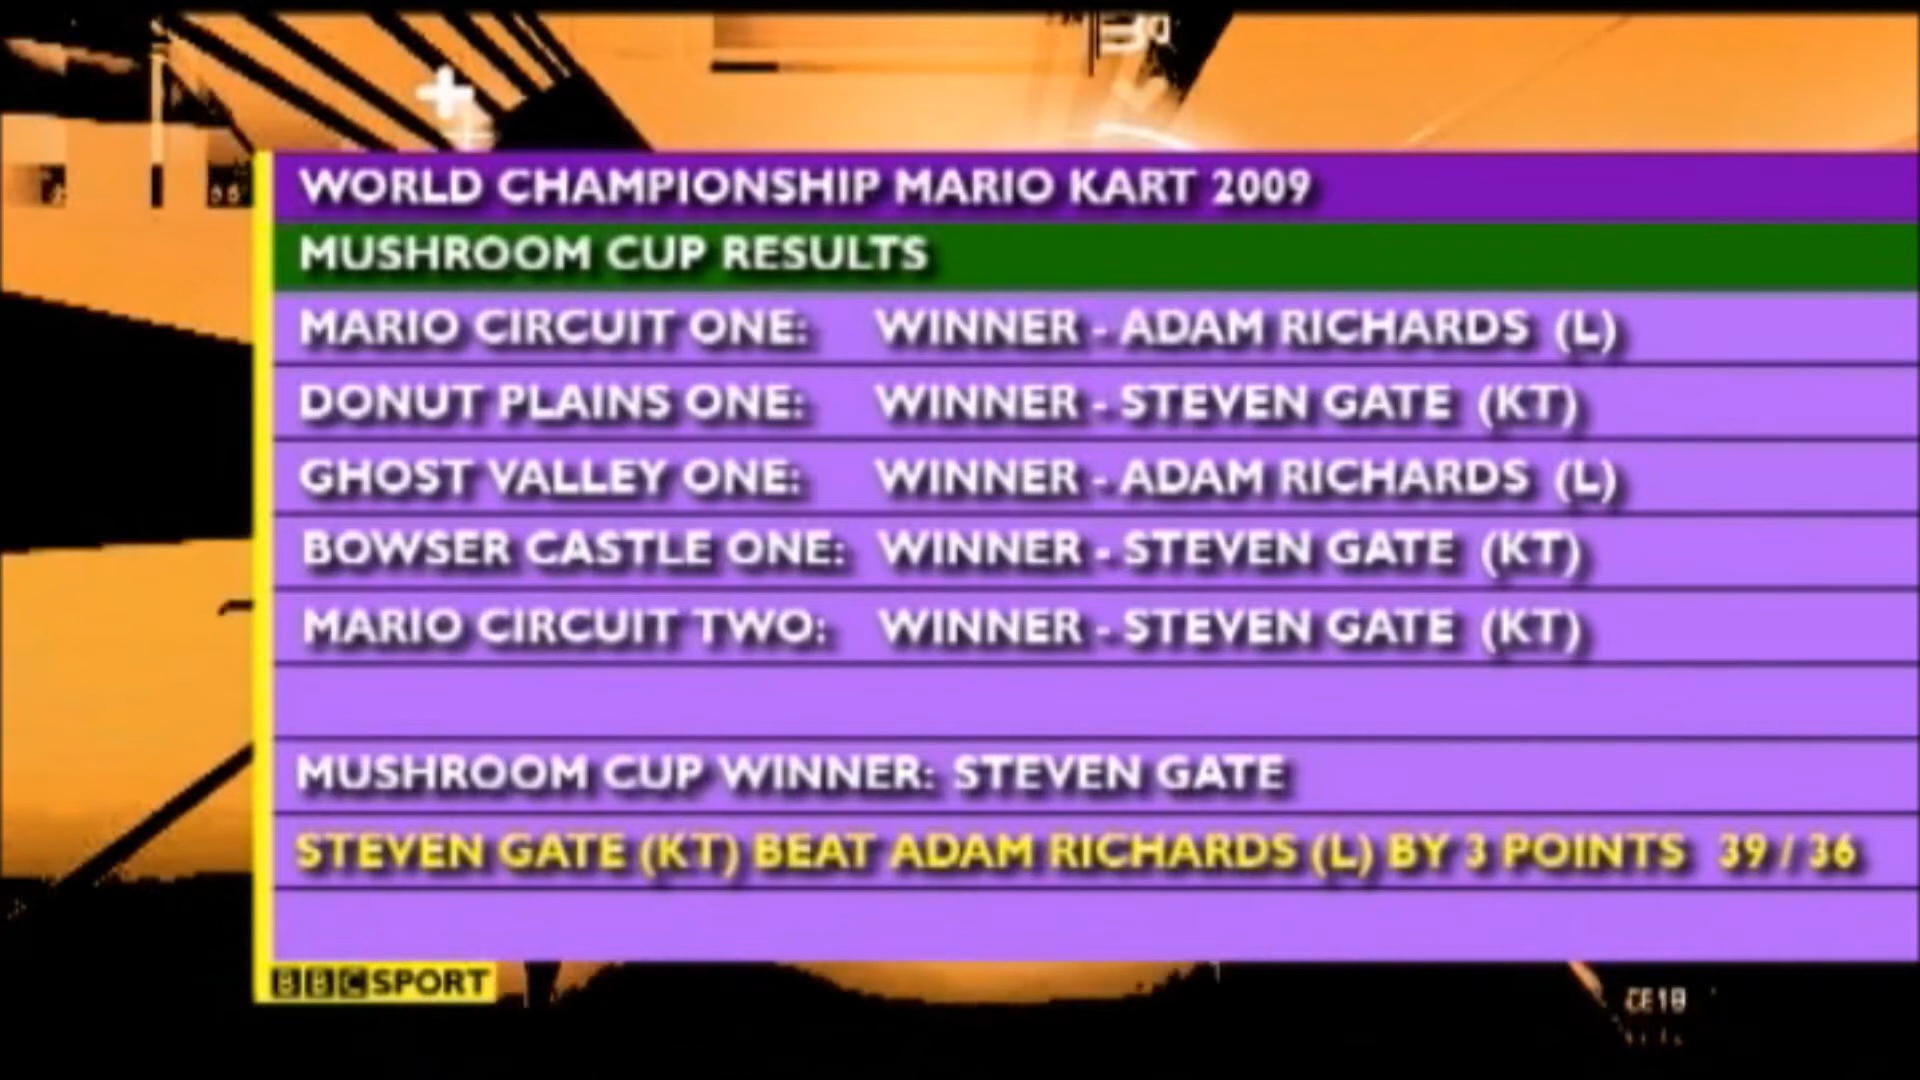 WORLD CHAMPIONSHIP MARIO KART 2009
MUSHROOM CUP RESULTS
MARIO CIRCUIT ONE: WINNER - ADAM RICHARDS (L)
DONUT PLAINS ONE: WINNER - STEVEN GATE (KT)
GHOST VALLEY ONE: WINNER - ADAM RICHARDS (L)
BOWSER CASTLE ONE: WINNER - STEVEN GATE (KT)
MARIO CIRCUIT TWO: WINNER - STEVEN GATE (KT)
MUSHROOM CUP WINNER: STEVEN GATE
STEVEN GATE (KT) BEAT ADAM RICHARDS (L) BY 3 POINTS 39 / 36
BBC SPORT